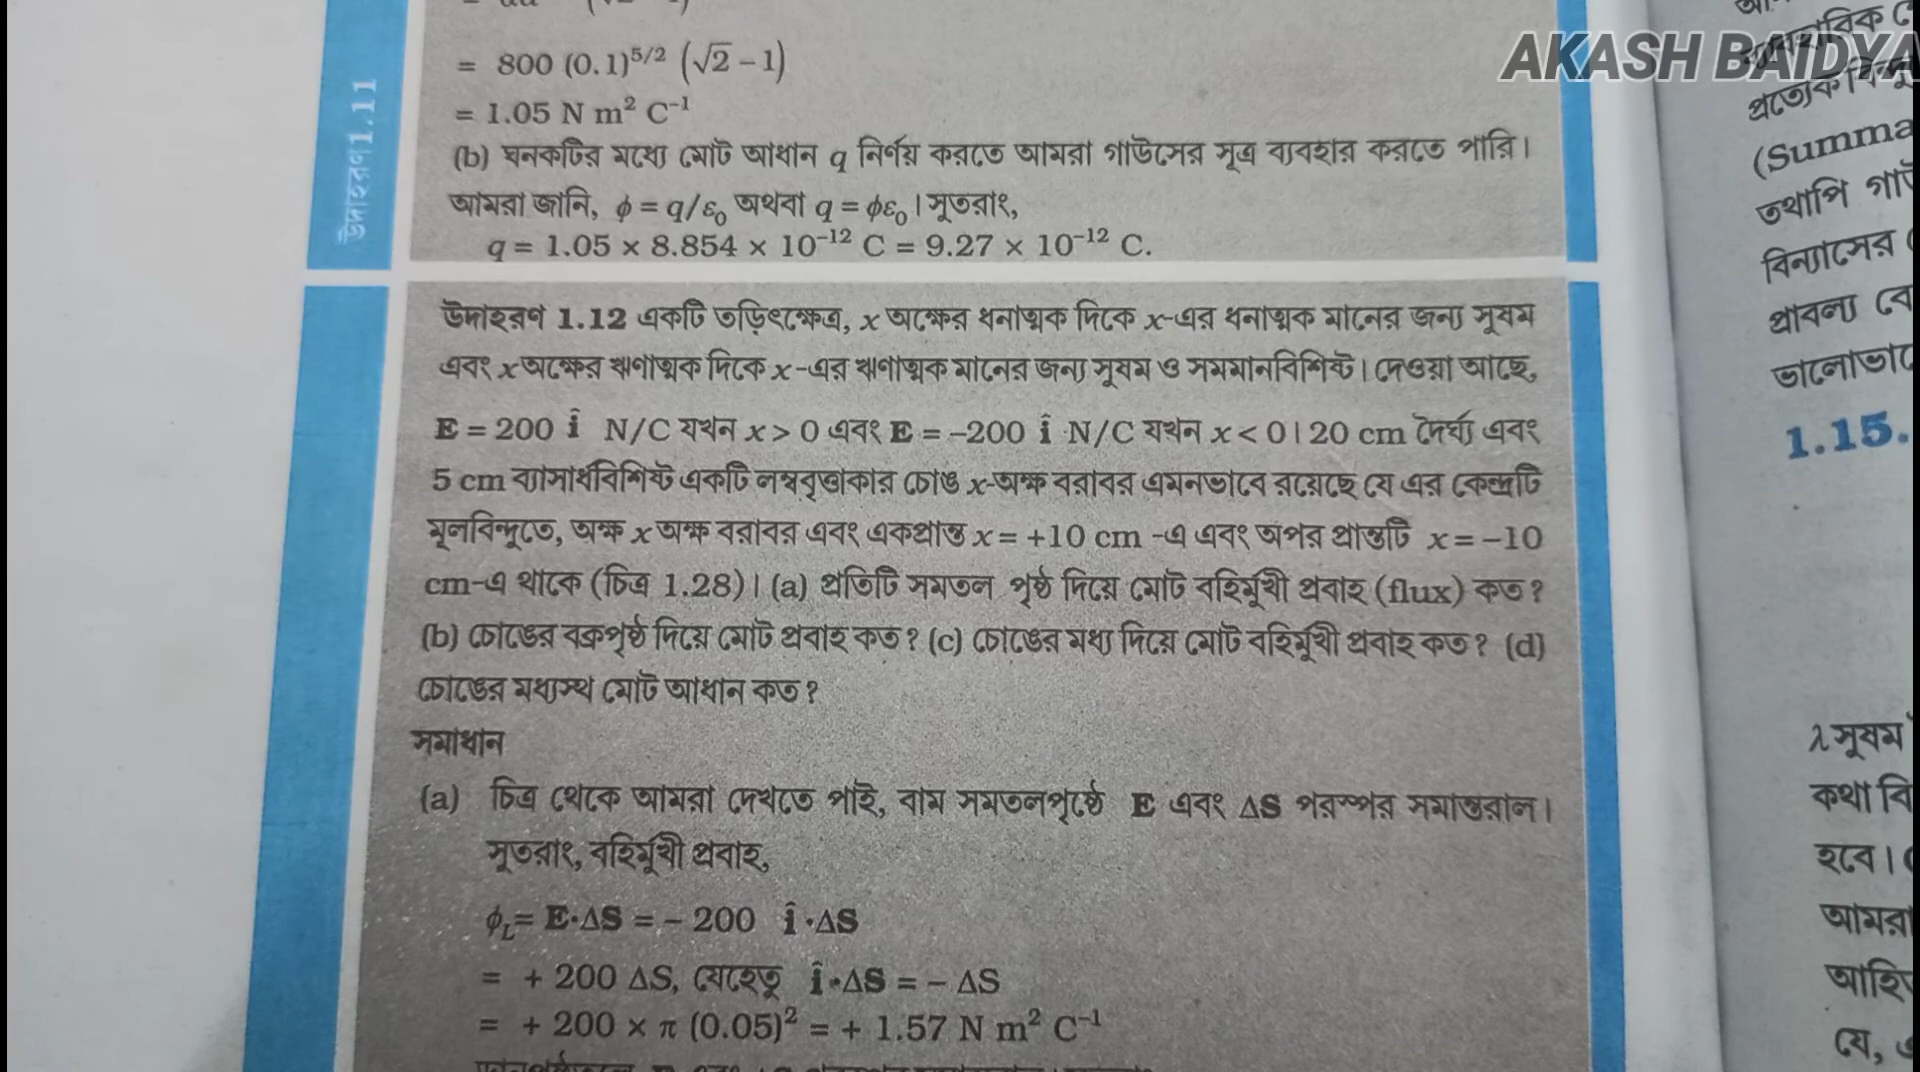 = 800 (0.1)^5/2 (√2 – 1)
= 1.05 N m² C⁻¹
(b) ঘনকটির মধ্যে মোট আধান q নির্ণয় করতে আমরা গাউসের সূত্র ব্যবহার করতে পারি।
আমরা জানি, ϕ = q/ε₀ অথবা q = ϕε₀। সুতরাং,
q = 1.05 × 8.854 × 10⁻¹² C = 9.27 × 10⁻¹² C.
উদাহরণ 1.11
উদাহরণ 1.12 একটি তড়িৎক্ষেত্র, x অক্ষের ধনাত্মক দিকে x-এর ধনাত্মক মানের জন্য সুষম
এবং x অক্ষের ঋণাত্মক দিকে x-এর ঋণাত্মক মানের জন্য সুষম ও সমমানবিশিষ্ট। দেওয়া আছে,
E = 200 î N/C যখন x > 0 এবং E = –200 î N/C যখন x < 0। 20 cm দৈর্ঘ্য এবং
5 cm ব্যাসার্ধবিশিষ্ট একটি লম্ববৃত্তাকার চোঙ x-অক্ষ বরাবর এমনভাবে রয়েছে যে এর কেন্দ্রটি
মূলবিন্দুতে, অক্ষ x অক্ষ বরাবর এবং একপ্রান্ত x = +10 cm -এ এবং অপর প্রান্তটি x = –10
cm-এ থাকে (চিত্র 1.28)। (a) প্রতিটি সমতল পৃষ্ঠ দিয়ে মোট বহির্মুখী প্রবাহ (flux) কত?
(b) চোঙের বক্রপৃষ্ঠ দিয়ে মোট প্রবাহ কত? (c) চোঙের মধ্য দিয়ে মোট বহির্মুখী প্রবাহ কত? (d)
চোঙের মধ্যস্থ মোট আধান কত?
সমাধান
(a) চিত্র থেকে আমরা দেখতে পাই, বাম সমতলপৃষ্ঠে E এবং ΔS পরস্পর সমান্তরাল।
সুতরাং, বহির্মুখী প্রবাহ,
ϕ_L = E·ΔS = – 200 î ·ΔS
= + 200 ΔS, যেহেতু î·ΔS = – ΔS
= + 200 × π (0.05)² = + 1.57 N m² C⁻¹
AKASH BAIDYA
প্রত্যেক
(Summa
তথাপি
বিন্যাসের
প্রাবল্য
1.15.
λ সুষম
কথা
হবে।
যে,